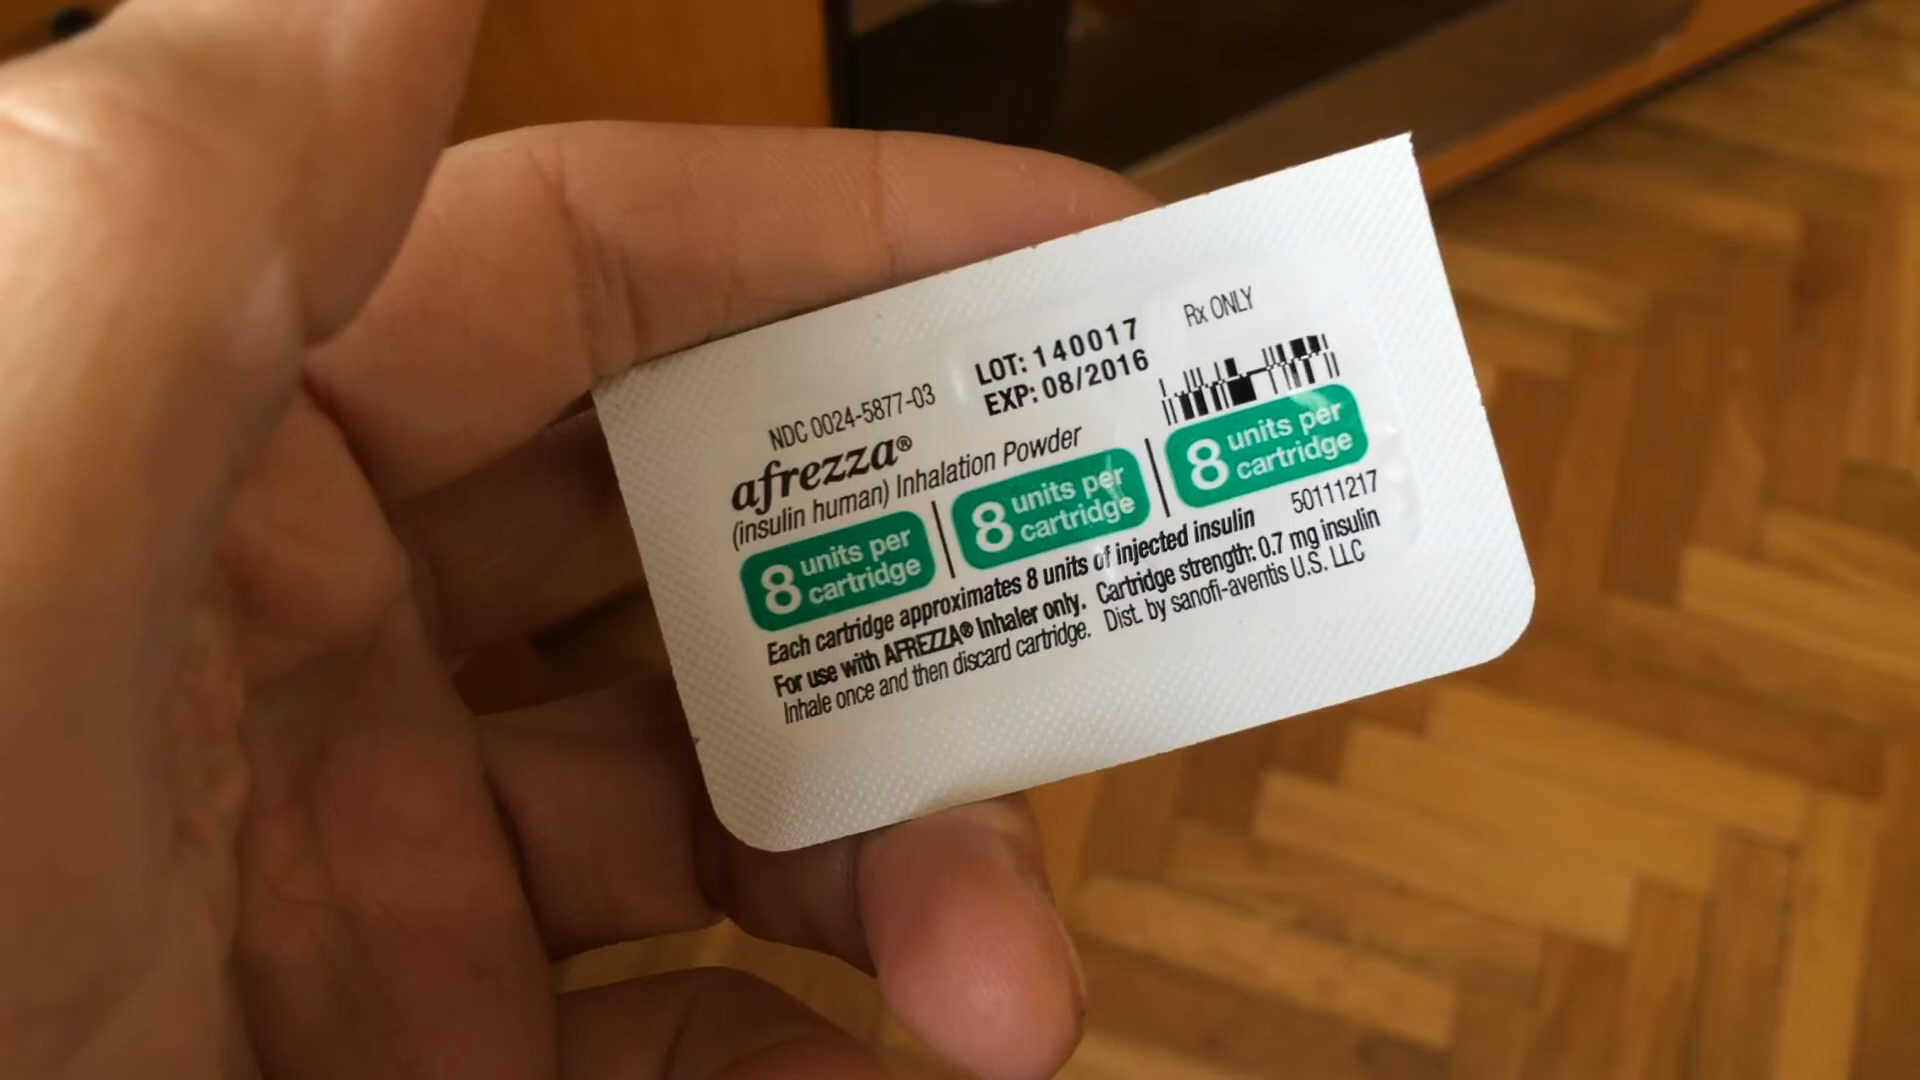 Rx ONLY
LOT: 140017
EXP: 08/2016
NDC 0024-5877-03
afrezza®
(insulin human) Inhalation Powder
8 units per cartridge | 8 units per cartridge | 8 units per cartridge
Each cartridge approximates 8 units of injected insulin 50111217
For use with AFREZZA® Inhaler only. Cartridge strength: 0.7 mg insulin
Inhale once and then discard cartridge. Dist. by sanofi-aventis U.S. LLC